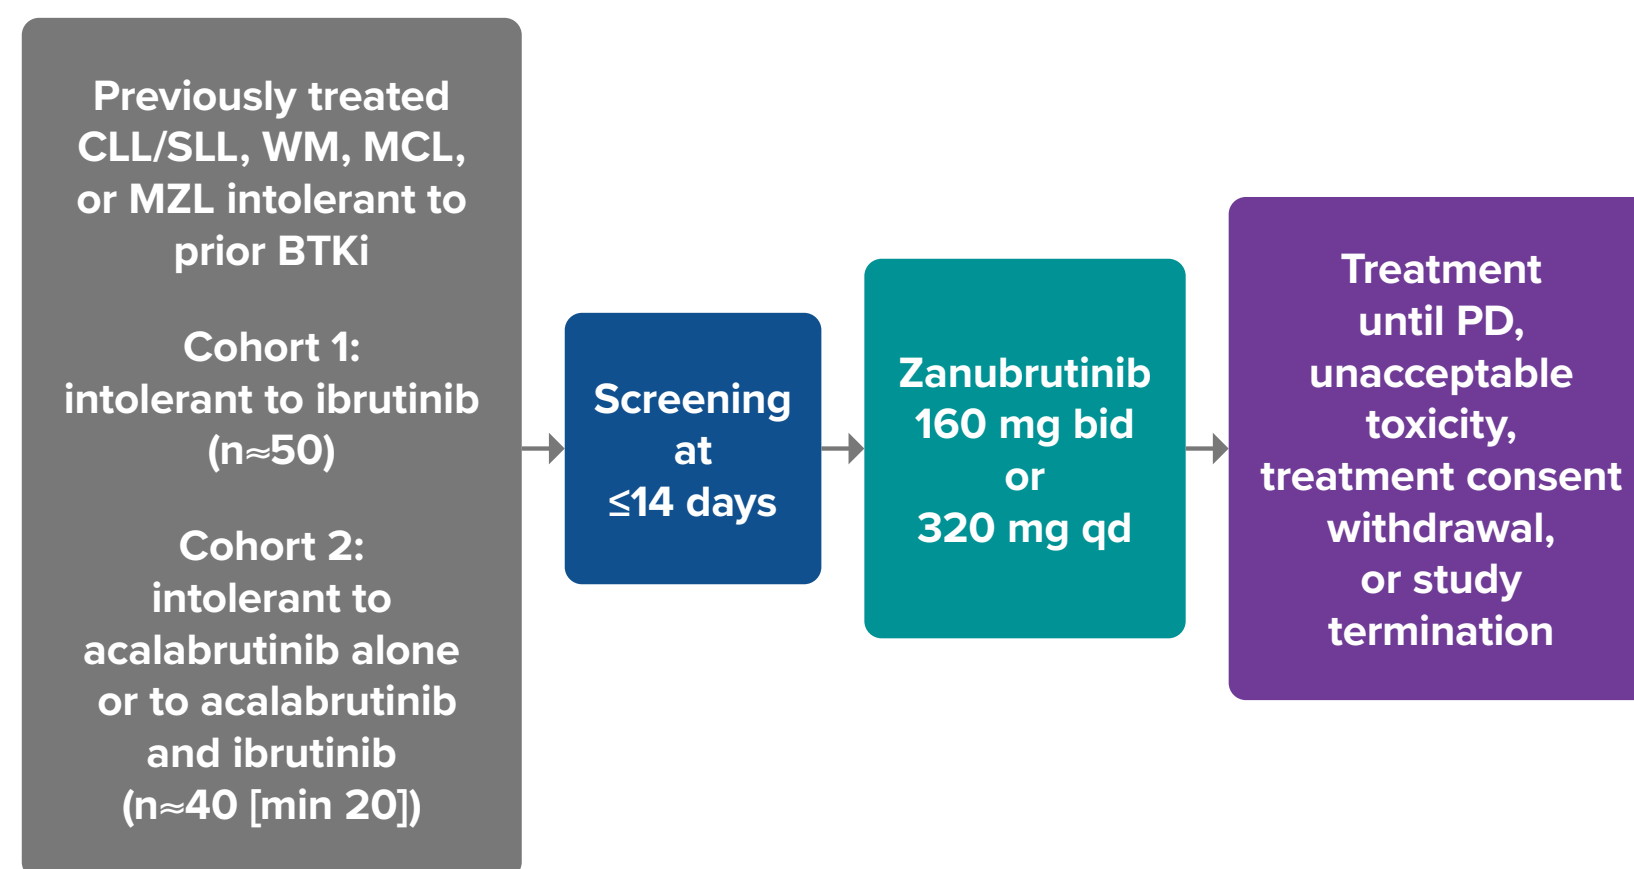 Previously treated
CLL/SLL, WM, MCL,
or MZL intolerant to
prior BTKi
Cohort 1:
intolerant to ibrutinib
(n≈50)
Cohort 2:
intolerant to
acalabrutinib alone
or to acalabrutinib
and ibrutinib
(n≈40 [min 20])
Screening
at
≤14 days
Zanubrutinib
160 mg bid
or
320 mg qd
Treatment
until PD,
unacceptable
toxicity,
treatment consent
withdrawal,
or study
termination